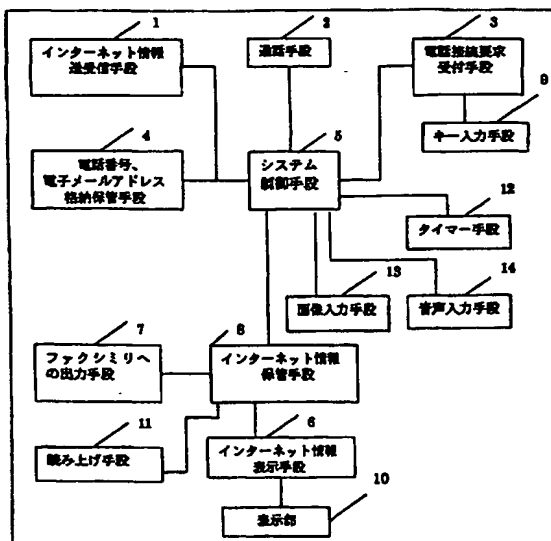 1
インターネット情報
送受信手段
2
通話手段
3
電話接続要求
受付手段
9
キー入力手段
4
電話番号、
電子メールアドレス
格納保管手段
5
システム
制御手段
12
タイマー手段
13
画像入力手段
14
音声入力手段
7
ファクシミリへ
の出力手段
8
インターネット情報
保管手段
11
読み上げ手段
6
インターネット情報
表示手段
10
表示部